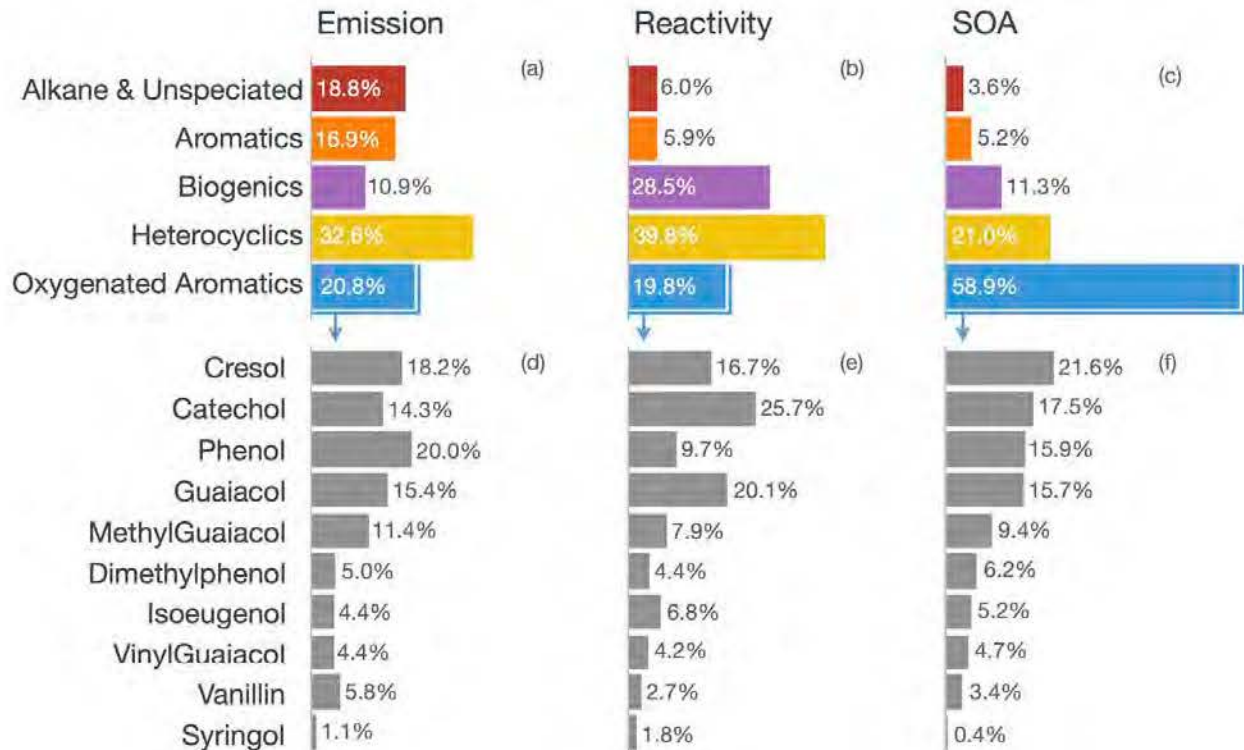 Emission Reactivity SOA
(a) (b) (c)
Alkane & Unspeciated 18.8% 6.0% 3.6%
Aromatics 16.9% 5.9% 5.2%
Biogenics 10.9% 28.5% 11.3%
Heterocyclics 32.6% 39.8% 21.0%
Oxygenated Aromatics 20.8% 19.8% 58.9%
Cresol 18.2% (d) 16.7% (e) 21.6% (f)
Catechol 14.3% 25.7% 17.5%
Phenol 20.0% 9.7% 15.9%
Guaiacol 15.4% 20.1% 15.7%
MethylGuaiacol 11.4% 7.9% 9.4%
Dimethylphenol 5.0% 4.4% 6.2%
Isoeugenol 4.4% 6.8% 5.2%
VinylGuaiacol 4.4% 4.2% 4.7%
Vanillin 5.8% 2.7% 3.4%
Syringol 1.1% 1.8% 0.4%